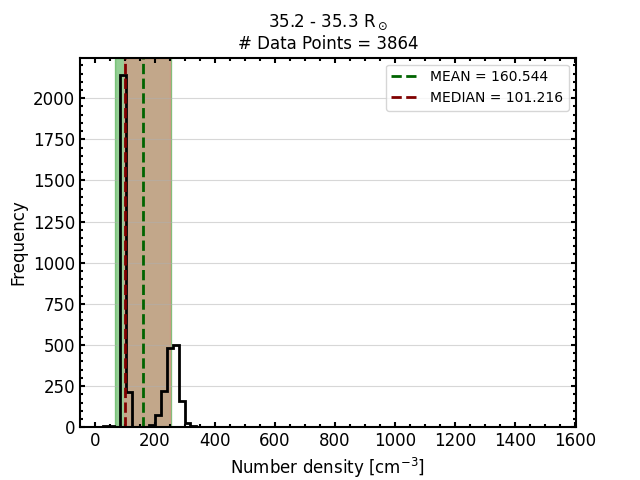 35.2 - 35.3 R⊙
# Data Points = 3864
MEAN = 160.544
MEDIAN = 101.216
Frequency
2000
1750
1500
1250
1000
750
500
250
0
0 200 400 600 800 1000 1200 1400 1600
Number density [cm⁻³]